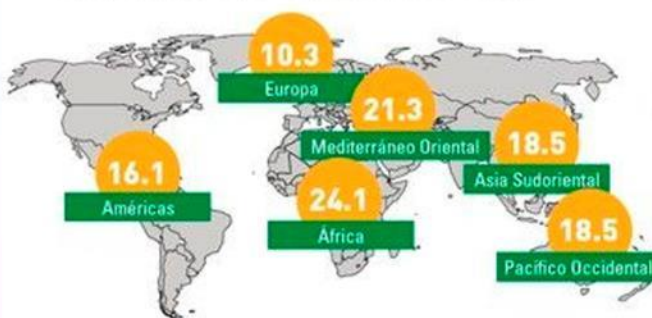 10.3
Europa
21.3
Mediterráneo Oriental
18.5
Asia Sudoriental
16.1
Américas
24.1
África
18.5
Pacífico Occidental